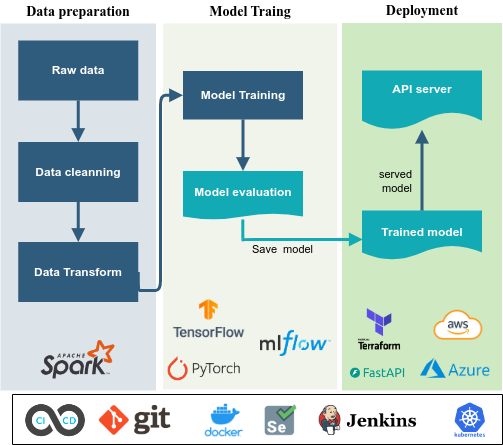 Data preparation
Model Traing
Deployment
Raw data
Data cleanning
Data Transform
APACHE
Spark
Model Training
Model evaluation
Save model
TensorFlow
mlflow
PyTorch
API server
served
model
Trained model
Terraform
aws
FastAPI
Azure
CI CD
git
docker
Se
Jenkins
kubernetes